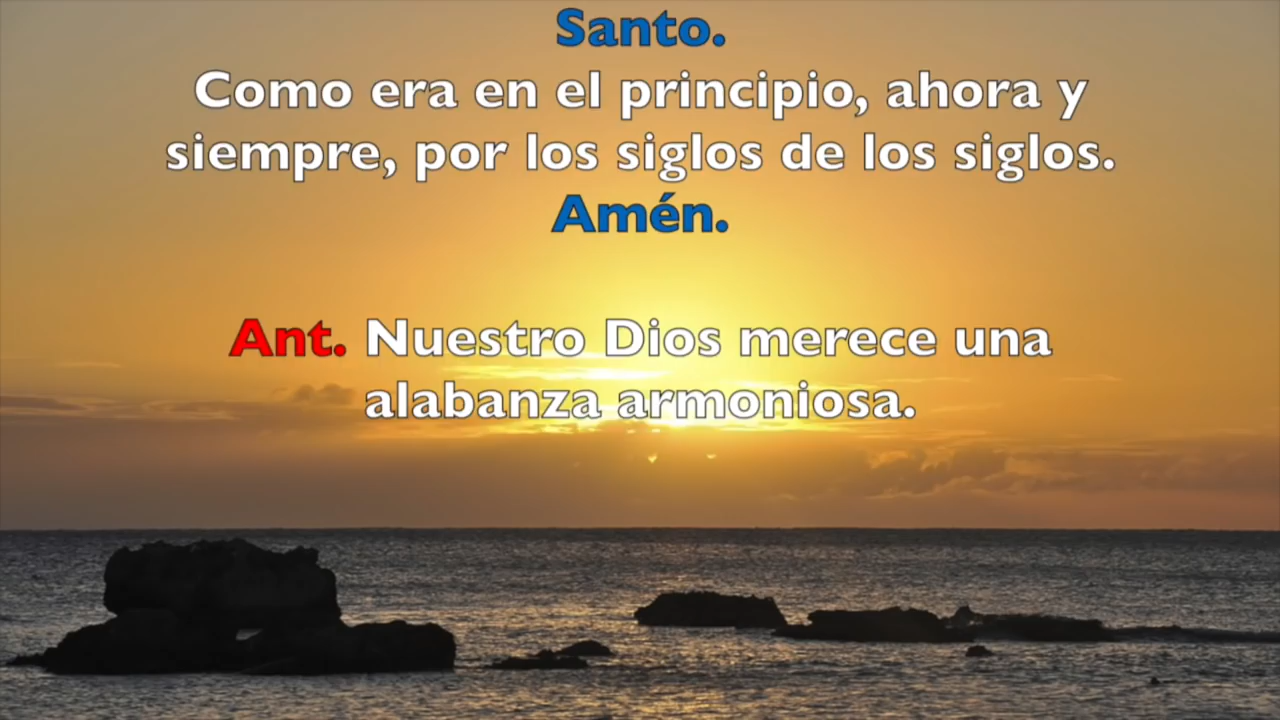 Santo.
Como era en el principio, ahora y
siempre, por los siglos de los siglos.
Amén.
Ant. Nuestro Dios merece una
alabanza armoniosa.